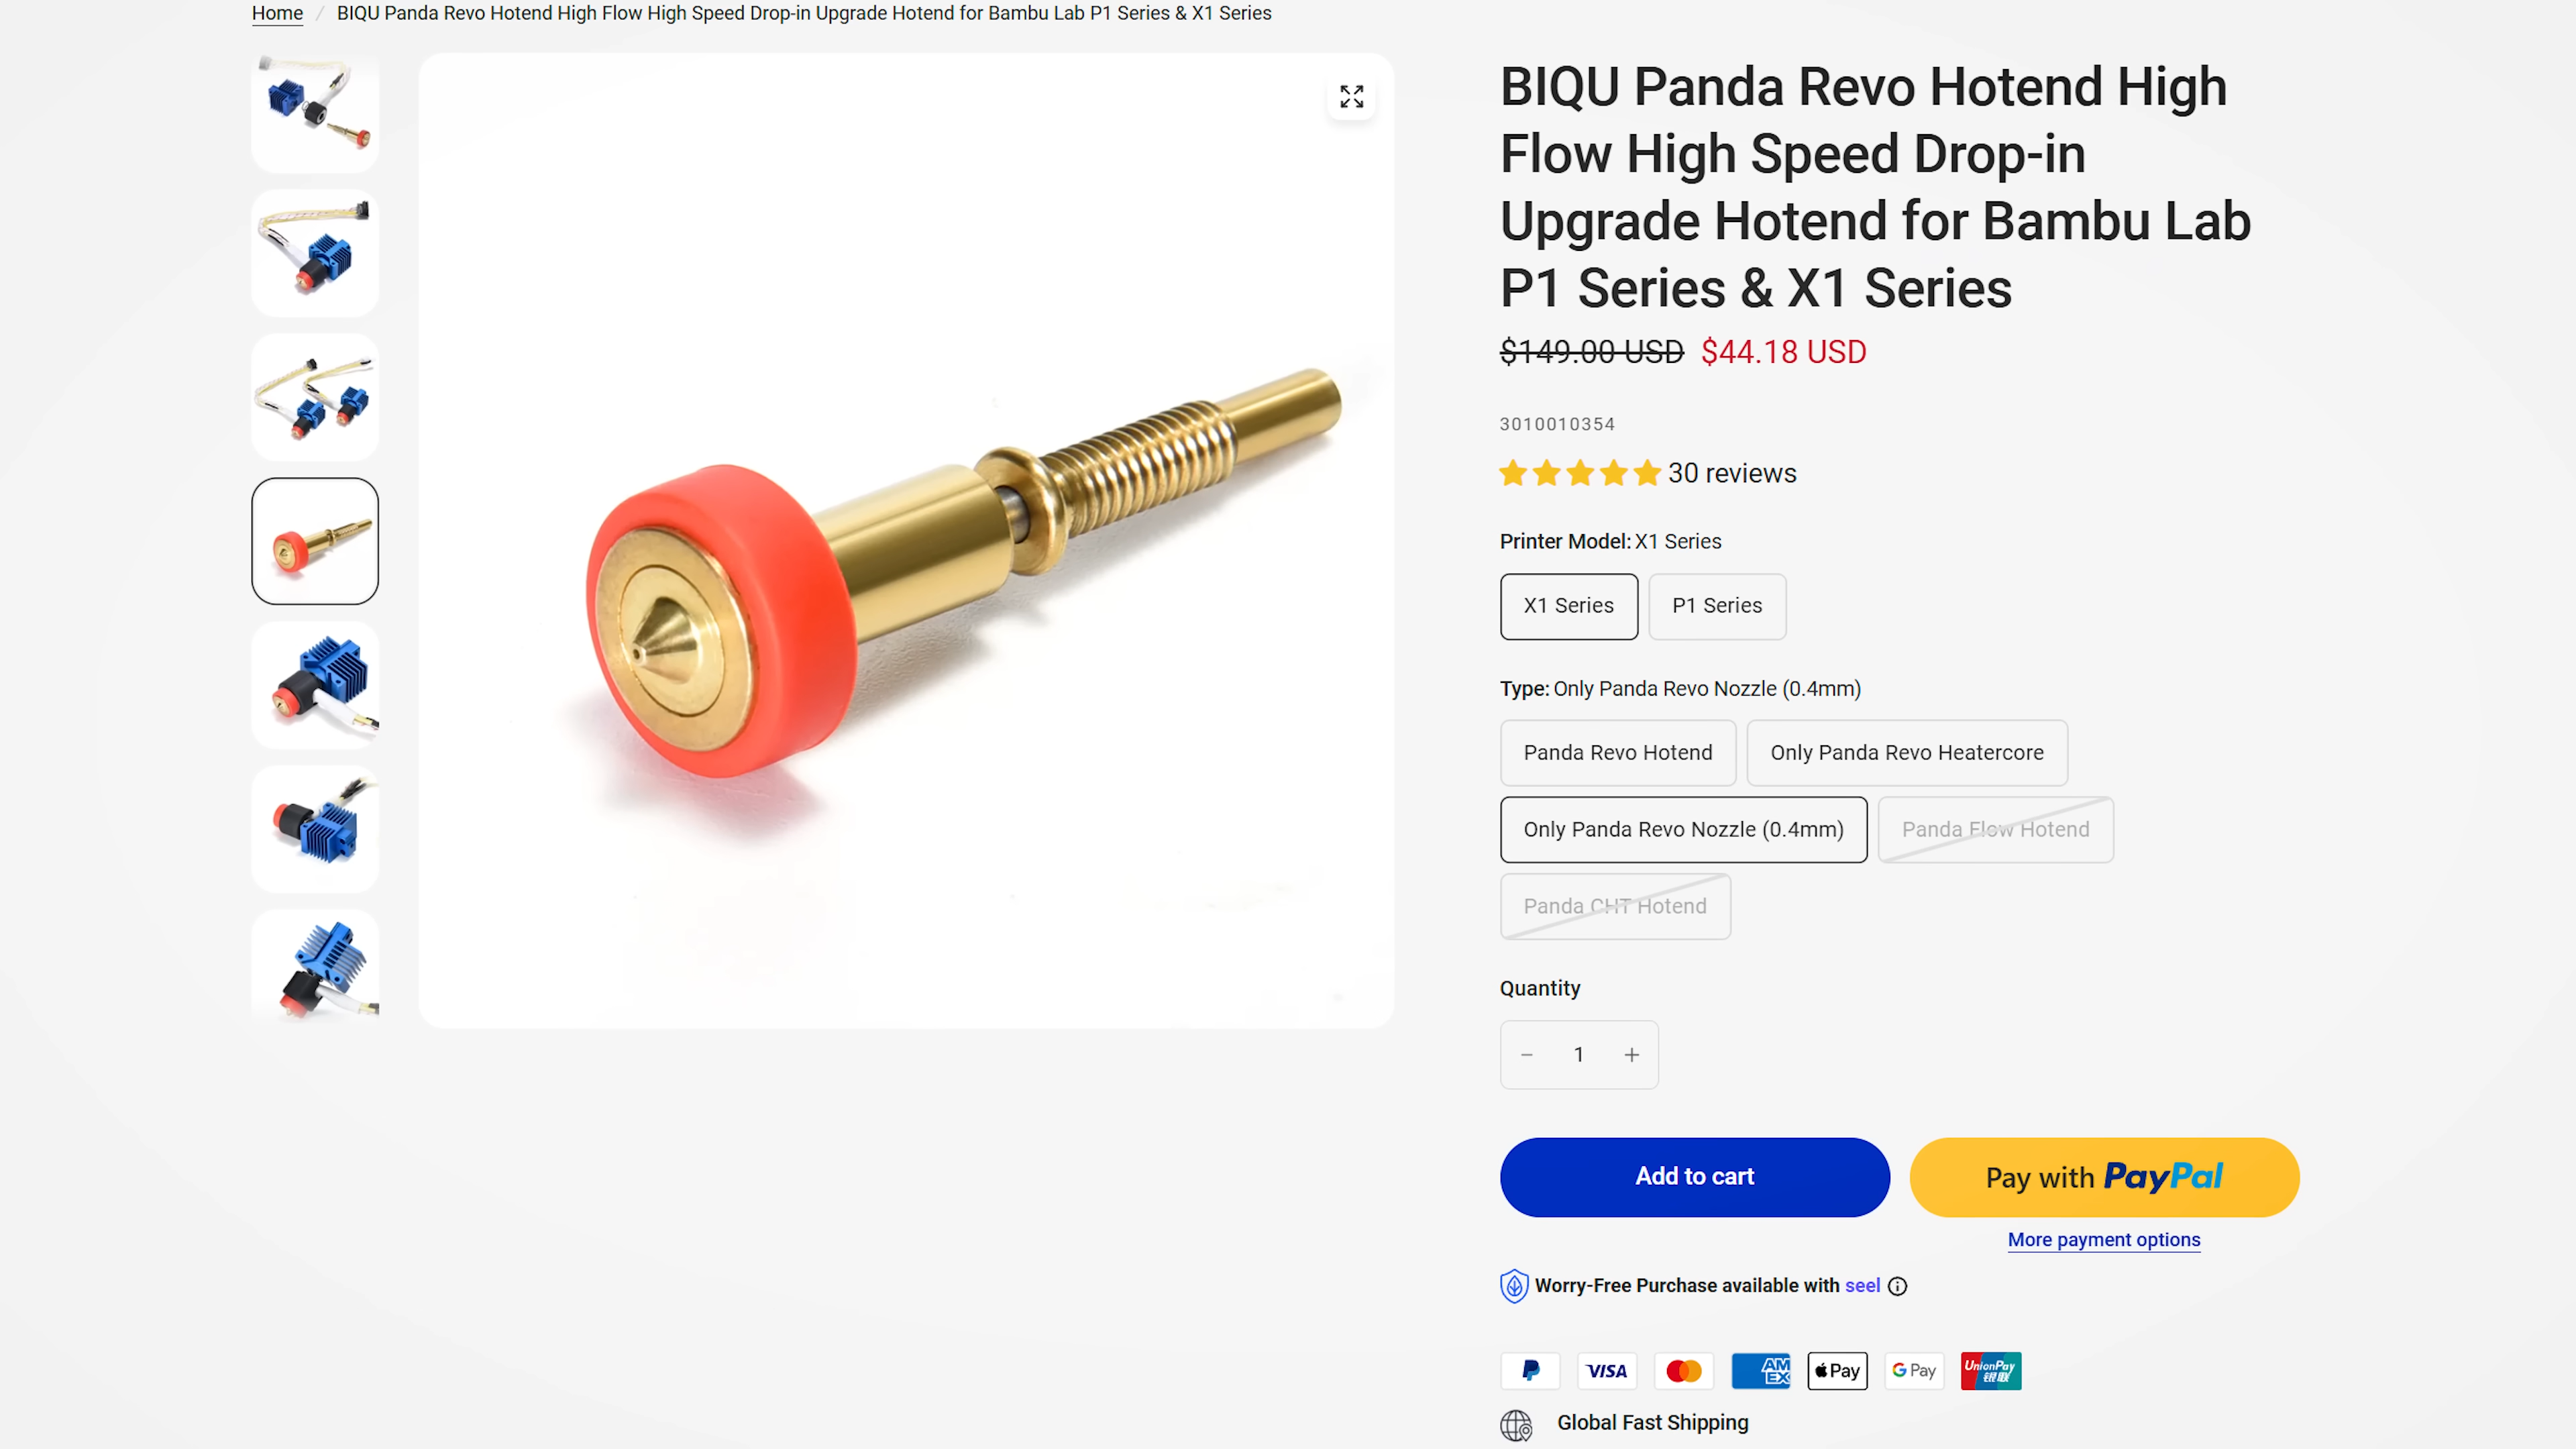 Home / BIQU Panda Revo Hotend High Flow High Speed Drop-in Upgrade Hotend for Bambu Lab P1 Series & X1 Series
BIQU Panda Revo Hotend High
Flow High Speed Drop-in
Upgrade Hotend for Bambu Lab
P1 Series & X1 Series
$149.00 USD $44.18 USD
3010010354
30 reviews
Printer Model: X1 Series
X1 Series P1 Series
Type: Only Panda Revo Nozzle (0.4mm)
Panda Revo Hotend Only Panda Revo Heatercore
Only Panda Revo Nozzle (0.4mm) Panda Flow Hotend
Panda CHT Hotend
Quantity
− 1 +
Add to cart Pay with PayPal
More payment options
Worry-Free Purchase available with seel
VISA AMEX Pay G Pay UnionPay 银联
Global Fast Shipping